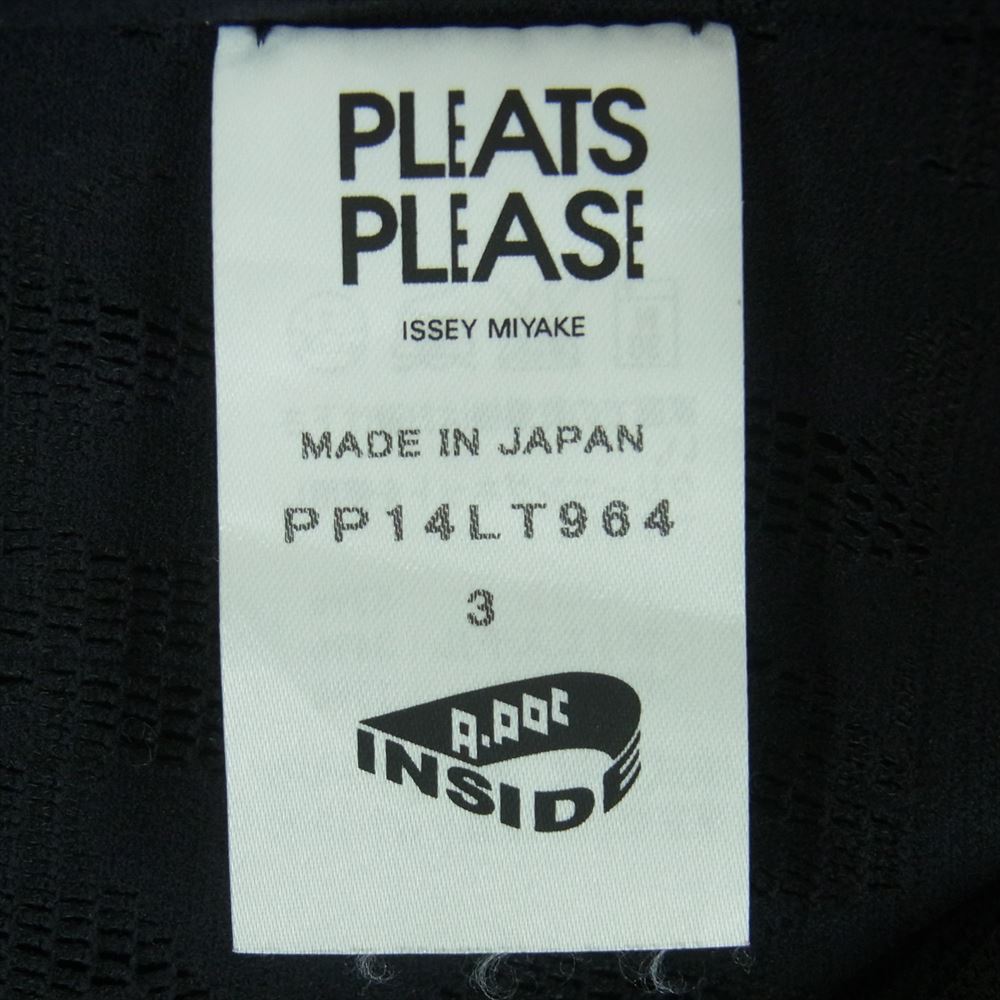 PLEATS
PLEASE
ISSEY MIYAKE
MADE IN JAPAN
PP14LT964
3
A-POC
INSIDE